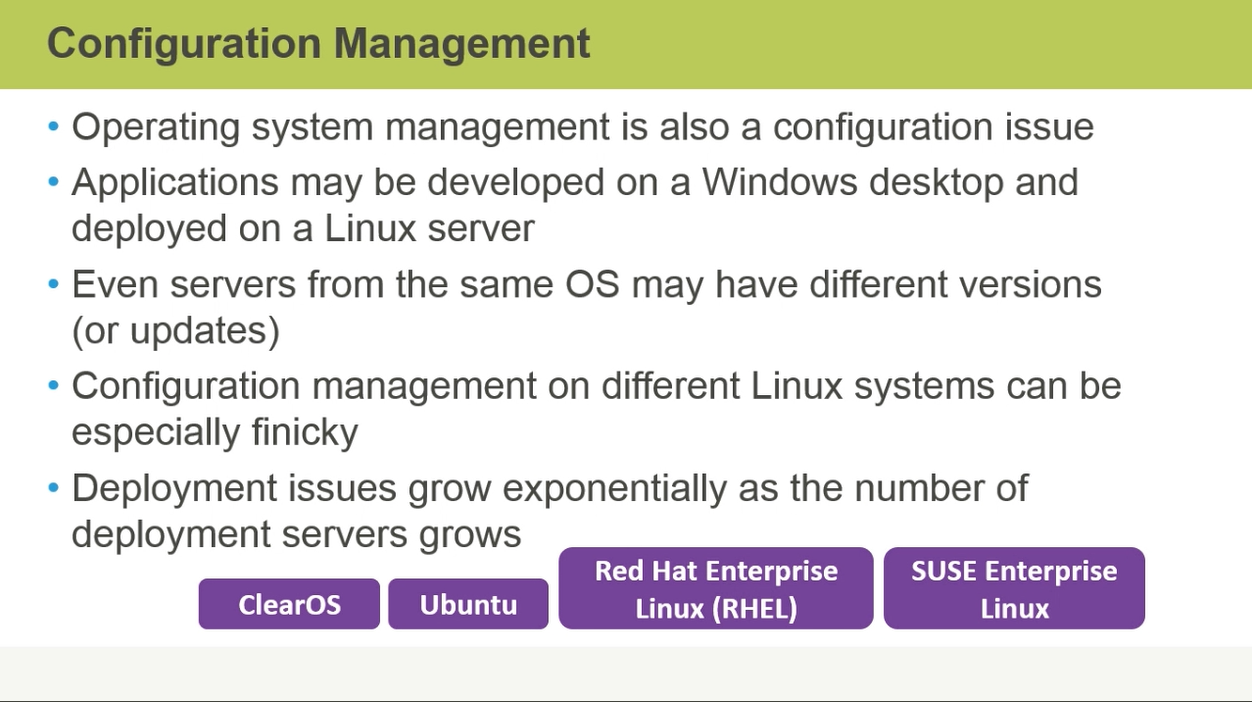 Configuration Management
• Operating system management is also a configuration issue
• Applications may be developed on a Windows desktop and
deployed on a Linux server
• Even servers from the same OS may have different versions
(or updates)
• Configuration management on different Linux systems can be
especially finicky
• Deployment issues grow exponentially as the number of
deployment servers grows
ClearOS
Ubuntu
Red Hat Enterprise
Linux (RHEL)
SUSE Enterprise
Linux